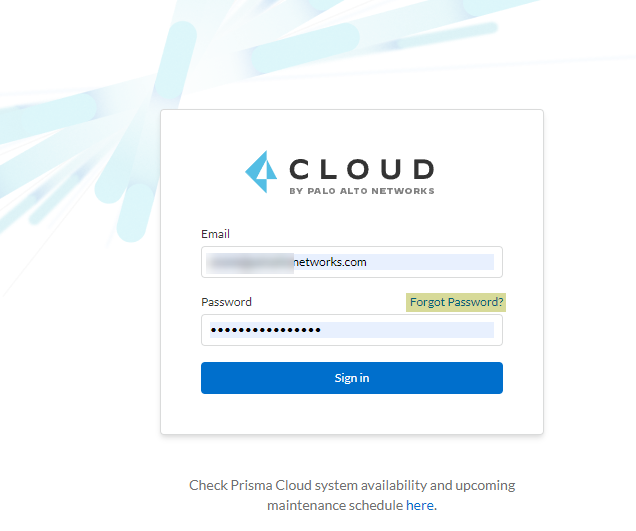 CLOUD
BY PALO ALTO NETWORKS
Email
networks.com
Password Forgot Password?
••••••••••••••••
Sign in
Check Prisma Cloud system availability and upcoming
maintenance schedule here.